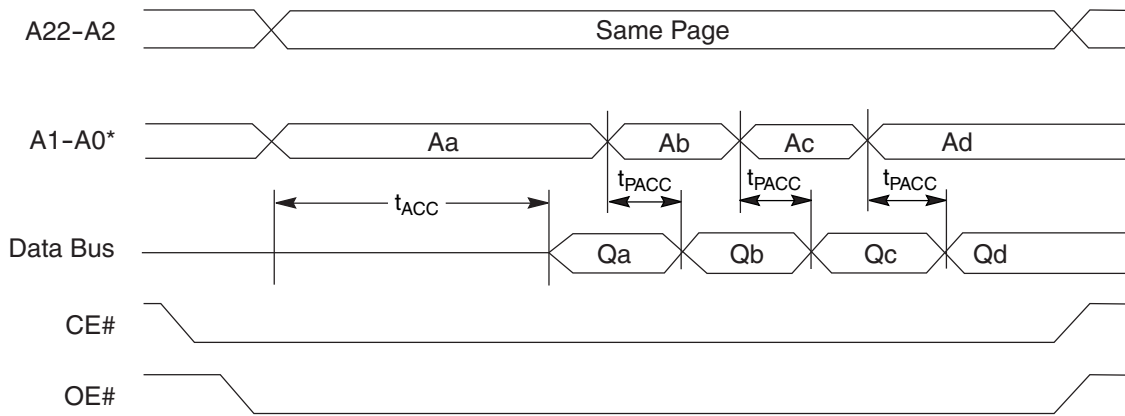 A22-A2 Same Page
A1-A0* Aa Ab Ac Ad
tACC tPACC tPACC tPACC
Data Bus Qa Qb Qc Qd
CE#
OE#